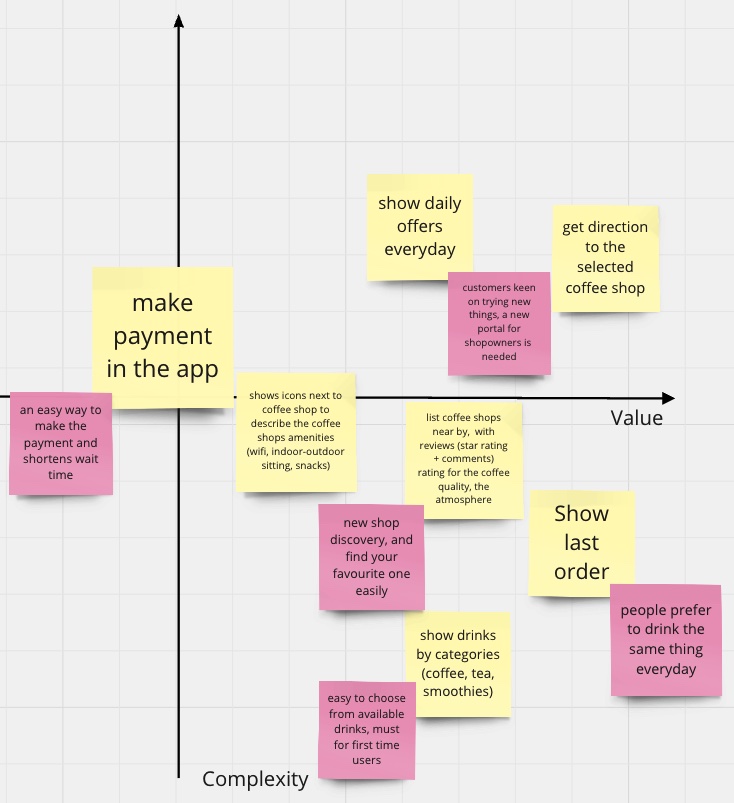 show daily
offers
everyday
get direction
to the
selected
coffee shop
customers keen
on trying new
things, a new
portal for
shopowners is
needed
make
payment
in the app
an easy way to
make the
payment and
shortens wait
time
shows icons next to
coffee shop to
describe the coffee
shops amenities
(wifi, indoor-outdoor
sitting, snacks)
list coffee shops
near by,  with
reviews (star rating
+ comments)
rating for the coffee
quality, the
atmosphere
Value
new shop
discovery, and
find your
favourite one
easily
Show
last
order
people prefer
to drink the
same thing
everyday
show drinks
by categories
(coffee, tea,
smoothies)
easy to choose
from available
drinks, must
for first time
users
Complexity